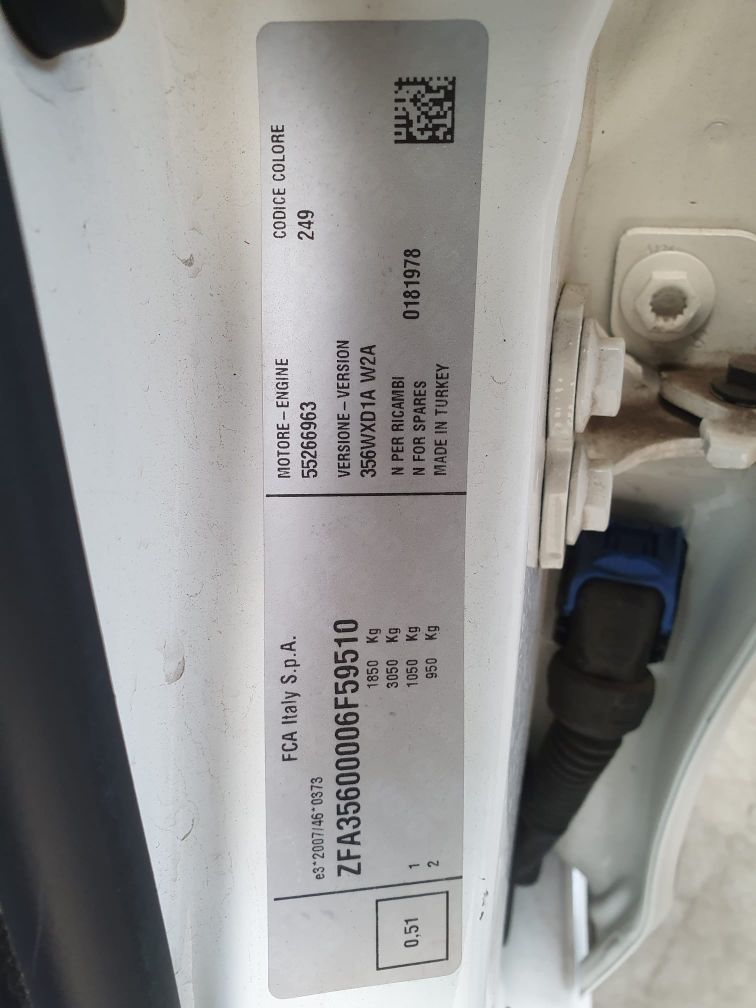 FCA Italy S.p.A.
e3*2007/46*0373
ZFA35600006F59510
1850 Kg
3050 Kg
1 1050 Kg
2 950 Kg
0,51
MOTORE – ENGINE CODICE COLORE
55266963 249
VERSIONE – VERSION
356WXD1A W2A
N PER RICAMBI
N FOR SPARES 0181978
MADE IN TURKEY